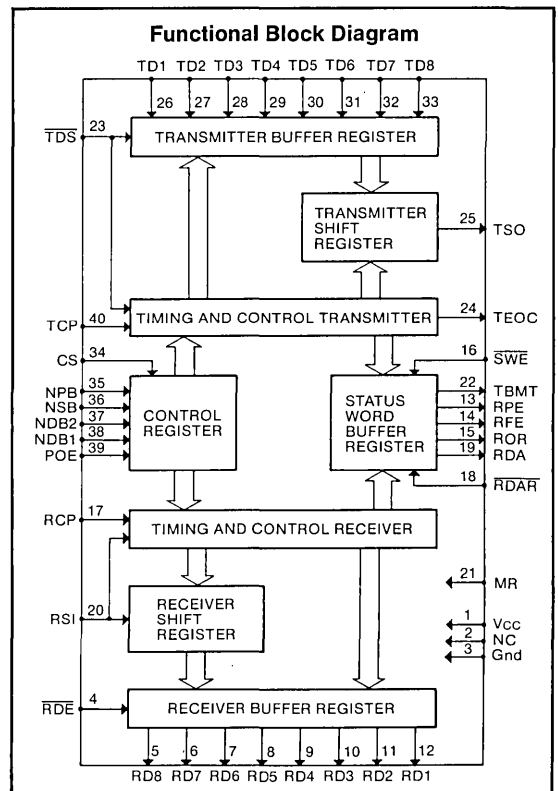 Functional Block Diagram
TD1 TD2 TD3 TD4 TD5 TD6 TD7 TD8
26 27 28 29 30 31 32 33
TDS 23
TRANSMITTER BUFFER REGISTER
TRANSMITTER
SHIFT
REGISTER
25 TSO
TIMING AND CONTROL TRANSMITTER
24 TEOC
TCP 40
CS 34
NPB 35
NSB 36
NDB2 37
NDB1 38
POE 39
CONTROL
REGISTER
STATUS
WORD
BUFFER
REGISTER
16 SWE
22 TBMT
13 RPE
14 RFE
15 ROR
19 RDA
18 RDAR
RCP 17
TIMING AND CONTROL RECEIVER
21 MR
RSI 20
RECEIVER
SHIFT
REGISTER
1 Vcc
2 NC
3 Gnd
RDE 4
RECEIVER BUFFER REGISTER
5 6 7 8 9 10 11 12
RD8 RD7 RD6 RD5 RD4 RD3 RD2 RD1